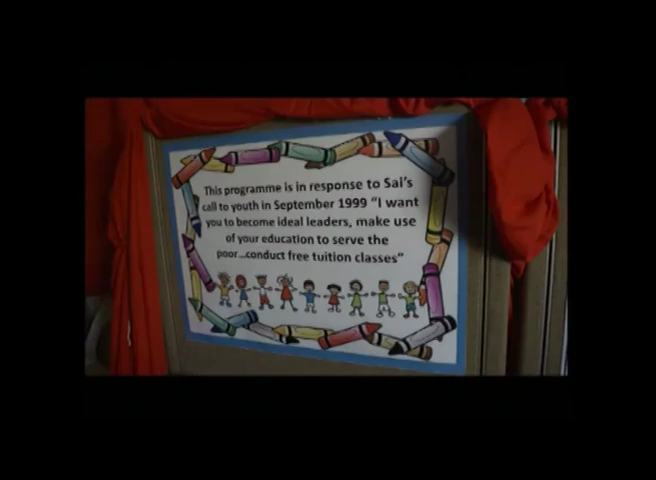 This programme is in response to Sai's
call to youth in September 1999 "I want
you to become ideal leaders, make use
of your education to serve the
poor...conduct free tuition classes"